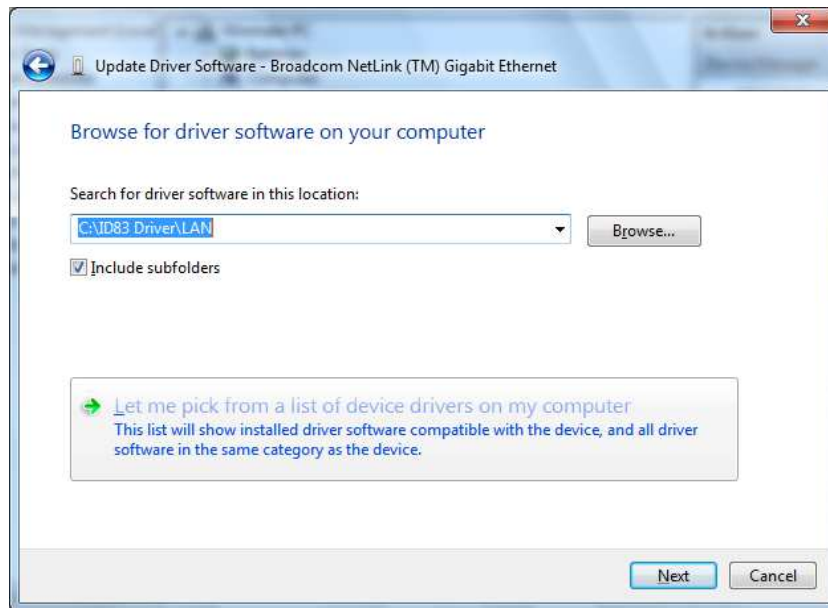 Update Driver Software - Broadcom NetLink (TM) Gigabit Ethernet
Browse for driver software on your computer
Search for driver software in this location:
C:\ID83 Driver\LAN
Browse...
Include subfolders
Let me pick from a list of device drivers on my computer
This list will show installed driver software compatible with the device, and all driver
software in the same category as the device.
Next
Cancel